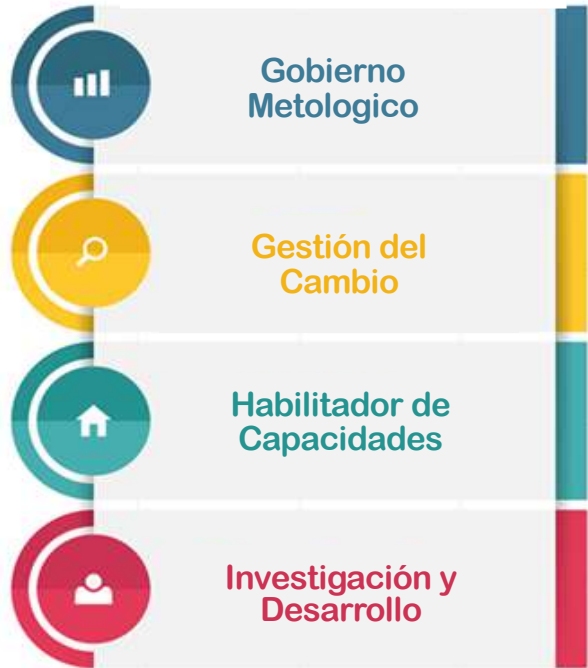 Gobierno
Metologico
Gestión del
Cambio
Habilitador de
Capacidades
Investigación y
Desarrollo